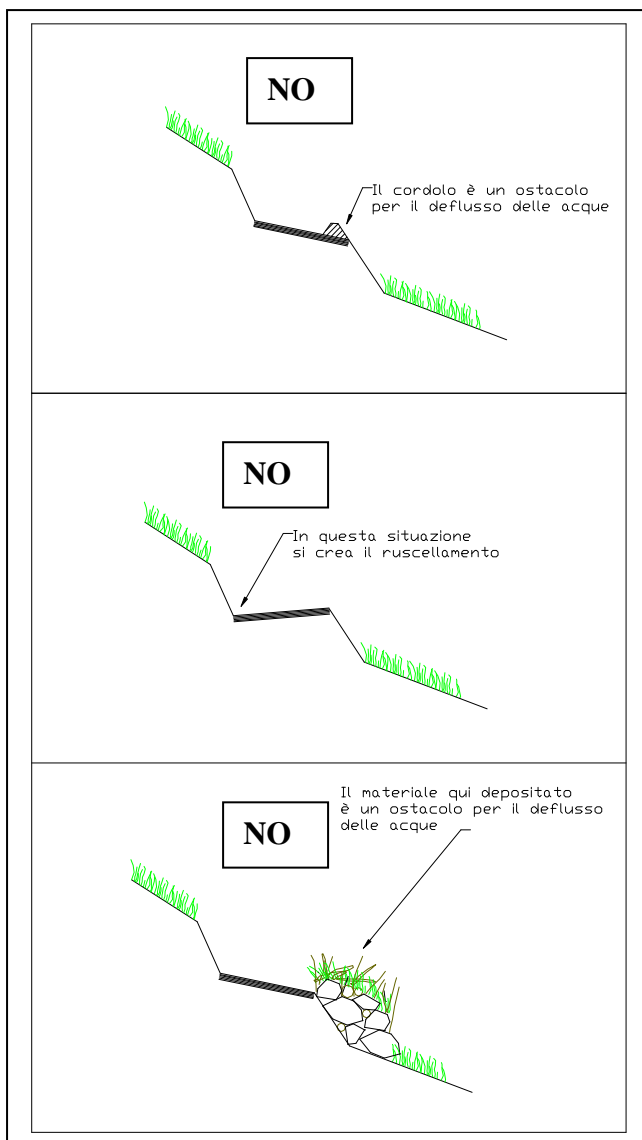 NO
Il cordolo è un ostacolo
per il deflusso delle acque
NO
In questa situazione
si crea il ruscellamento
NO
Il materiale qui depositato
è un ostacolo per il deflusso
delle acque